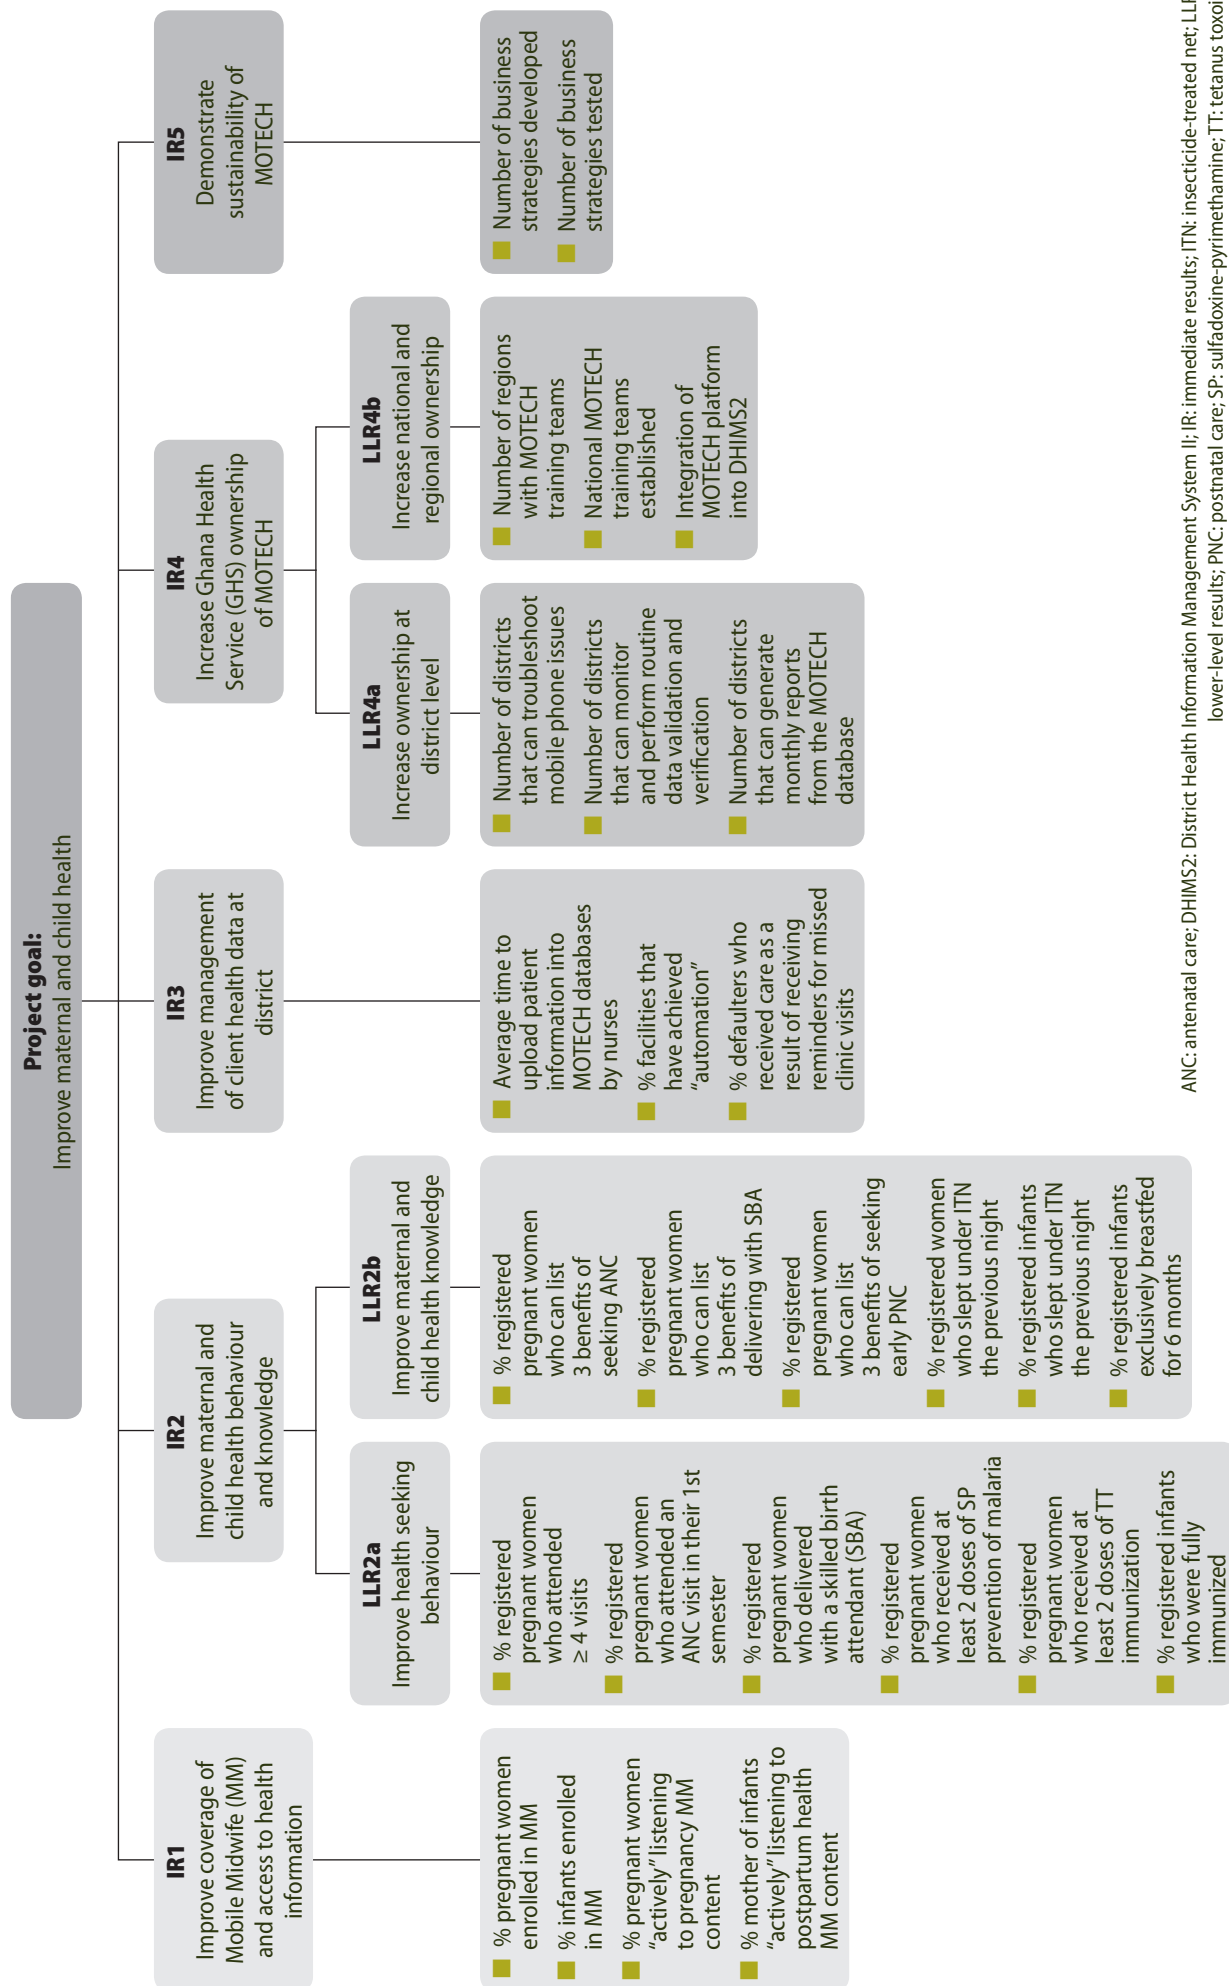 Project goal:
Improve maternal and child health
IR1
Improve coverage of
Mobile Midwife (MM)
and access to health
information
% pregnant women
enrolled in MM
% infants enrolled
in MM
% pregnant women
“actively” listening
to pregnancy MM
content
% mother of infants
“actively” listening to
postpartum health
MM content
IR2
Improve maternal and
child health behaviour
and knowledge
LLR2a
Improve health seeking
behaviour
% registered
pregnant women
who attended
≥ 4 visits
% registered
pregnant women
who attended an
ANC visit in their 1st
semester
% registered
pregnant women
who delivered
with a skilled birth
attendant (SBA)
% registered
pregnant women
who received at
least 2 doses of SP
prevention of malaria
% registered
pregnant women
who received at
least 2 doses of TT
immunization
% registered infants
who were fully
immunized
LLR2b
Improve maternal and
child health knowledge
% registered
pregnant women
who can list
3 benefits of
seeking ANC
% registered
pregnant women
who can list
3 benefits of
delivering with SBA
% registered
pregnant women
who can list
3 benefits of seeking
early PNC
% registered women
who slept under ITN
the previous night
% registered infants
who slept under ITN
the previous night
% registered infants
exclusively breastfed
for 6 months
IR3
Improve management
of client health data at
district
Average time to
upload patient
information into
MOTECH databases
by nurses
% facilities that
have achieved
“automation”
% defaulters who
received care as a
result of receiving
reminders for missed
clinic visits
IR4
Increase Ghana Health
Service (GHS) ownership
of MOTECH
LLR4a
Increase ownership at
district level
Number of districts
that can troubleshoot
mobile phone issues
Number of districts
that can monitor
and perform routine
data validation and
verification
Number of districts
that can generate
monthly reports
from the MOTECH
database
LLR4b
Increase national and
regional ownership
Number of regions
with MOTECH
training teams
National MOTECH
training teams
established
Integration of
MOTECH platform
into DHIMS2
IR5
Demonstrate
sustainability of
MOTECH
Number of business
strategies developed
Number of business
strategies tested
ANC: antenatal care; DHIMS2: District Health Information Management System II; IR: immediate results; ITN: insecticide-treated net; LLR
lower-level results; PNC: postnatal care; SP: sulfadoxine-pyrimethamine; TT: tetanus toxoi